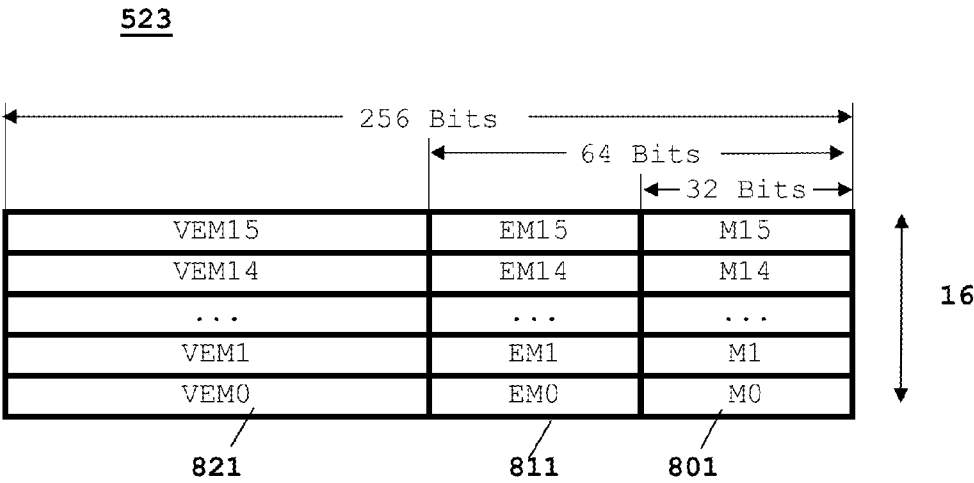 523
256 Bits
64 Bits
32 Bits
VEM15 EM15 M15
VEM14 EM14 M14
... ... ...
16
VEM1 EM1 M1
VEM0 EM0 M0
821 811 801